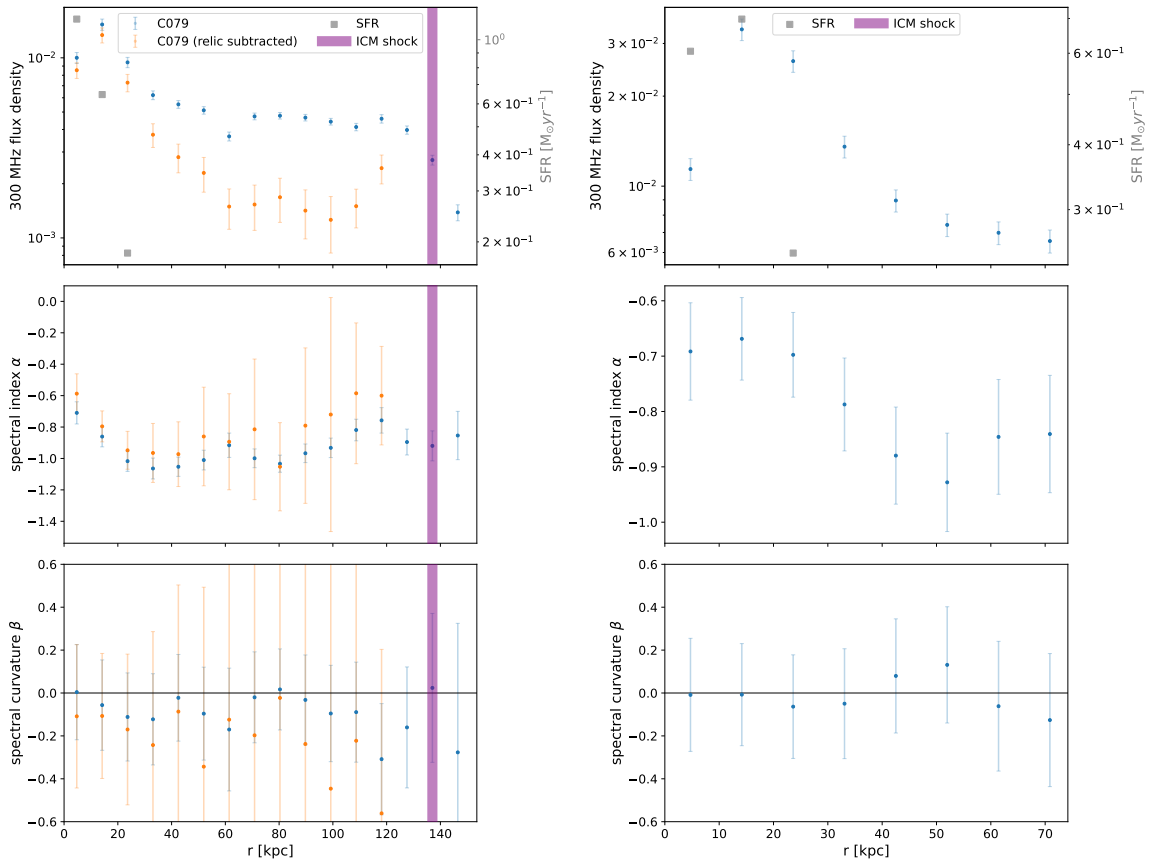 C079
C079 (relic subtracted)
SFR
ICM shock
300 MHz flux density
10⁻²
10⁻³
10⁰
6 × 10⁻¹
4 × 10⁻¹
3 × 10⁻¹
2 × 10⁻¹
SFR [M⊙yr⁻¹]
SFR
ICM shock
300 MHz flux density
3 × 10⁻²
2 × 10⁻²
10⁻²
6 × 10⁻³
6 × 10⁻¹
4 × 10⁻¹
3 × 10⁻¹
SFR [M⊙yr⁻¹]
spectral index α
0.0
−0.2
−0.4
−0.6
−0.8
−1.0
−1.2
−1.4
spectral index α
−0.6
−0.7
−0.8
−0.9
−1.0
spectral curvature β
0.6
0.4
0.2
0.0
−0.2
−0.4
−0.6
0 20 40 60 80 100 120 140
r [kpc]
spectral curvature β
0.6
0.4
0.2
0.0
−0.2
−0.4
−0.6
0 10 20 30 40 50 60 70
r [kpc]